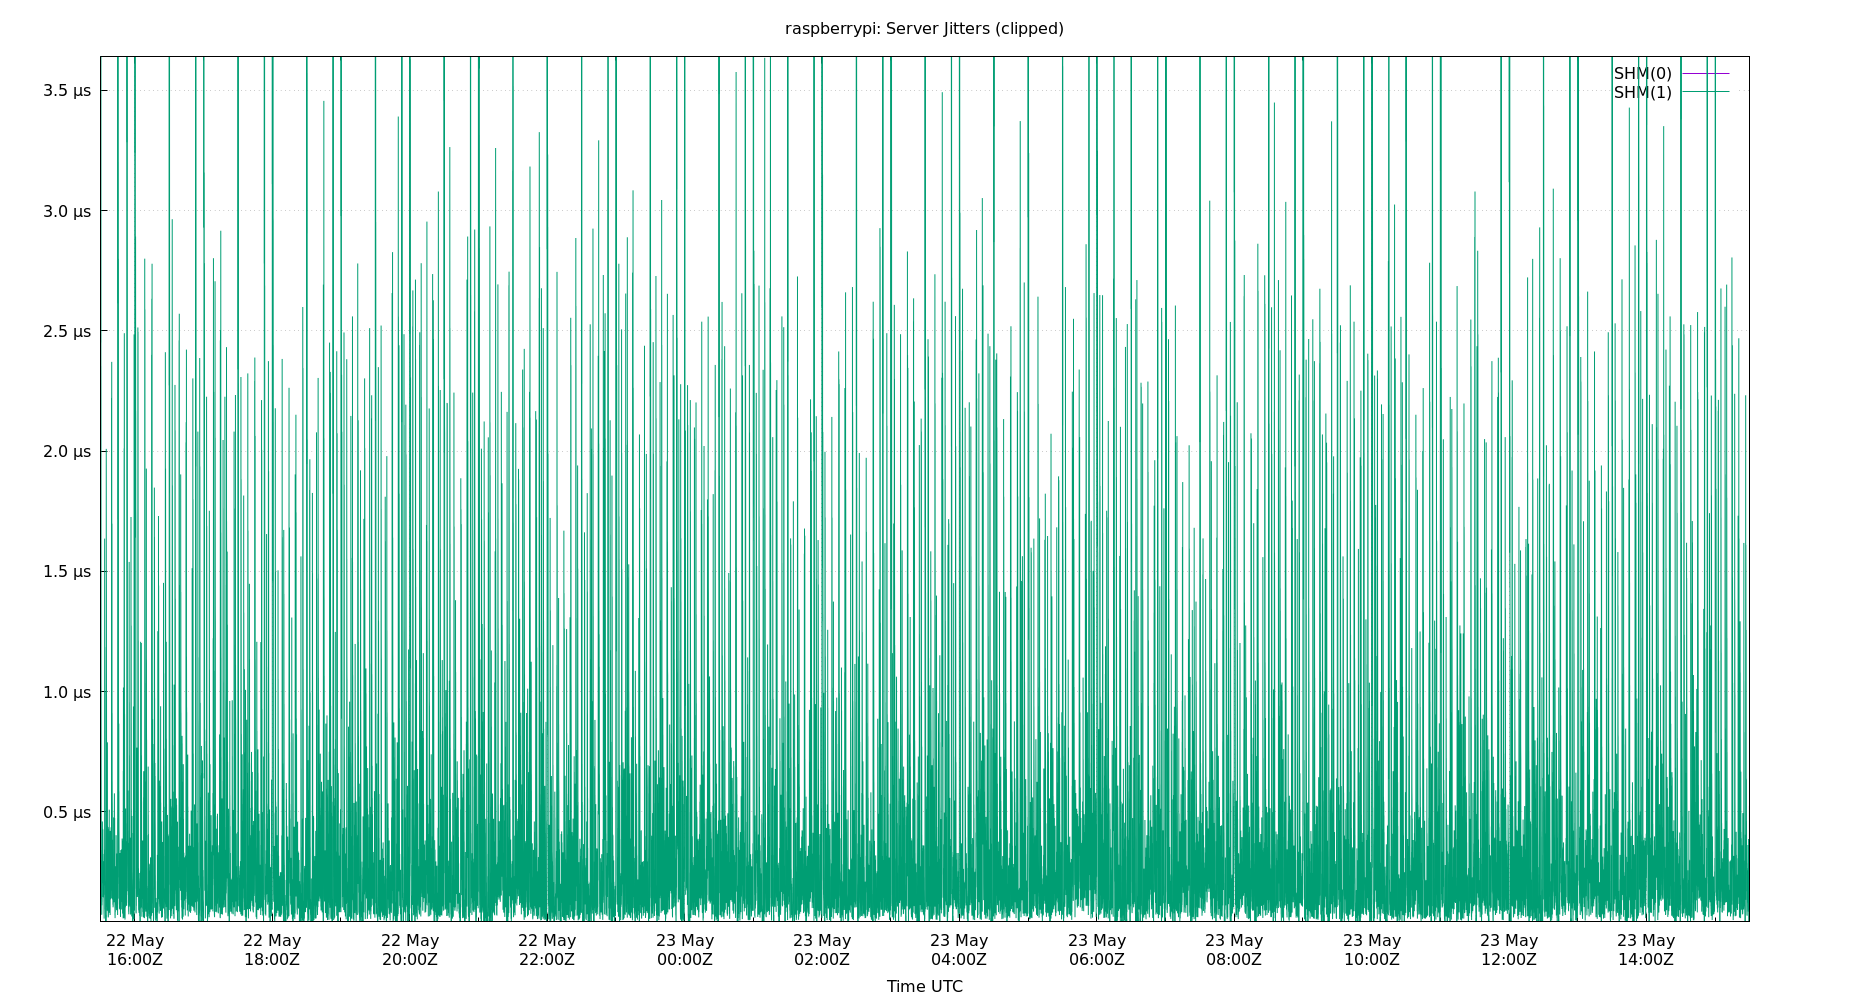 raspberrypi: Server Jitters (clipped)
SHM(0)
SHM(1)
3.5 µs
3.0 µs
2.5 µs
2.0 µs
1.5 µs
1.0 µs
0.5 µs
22 May 22 May 22 May 22 May 23 May 23 May 23 May 23 May 23 May 23 May 23 May 23 May
16:00Z 18:00Z 20:00Z 22:00Z 00:00Z 02:00Z 04:00Z 06:00Z 08:00Z 10:00Z 12:00Z 14:00Z
Time UTC